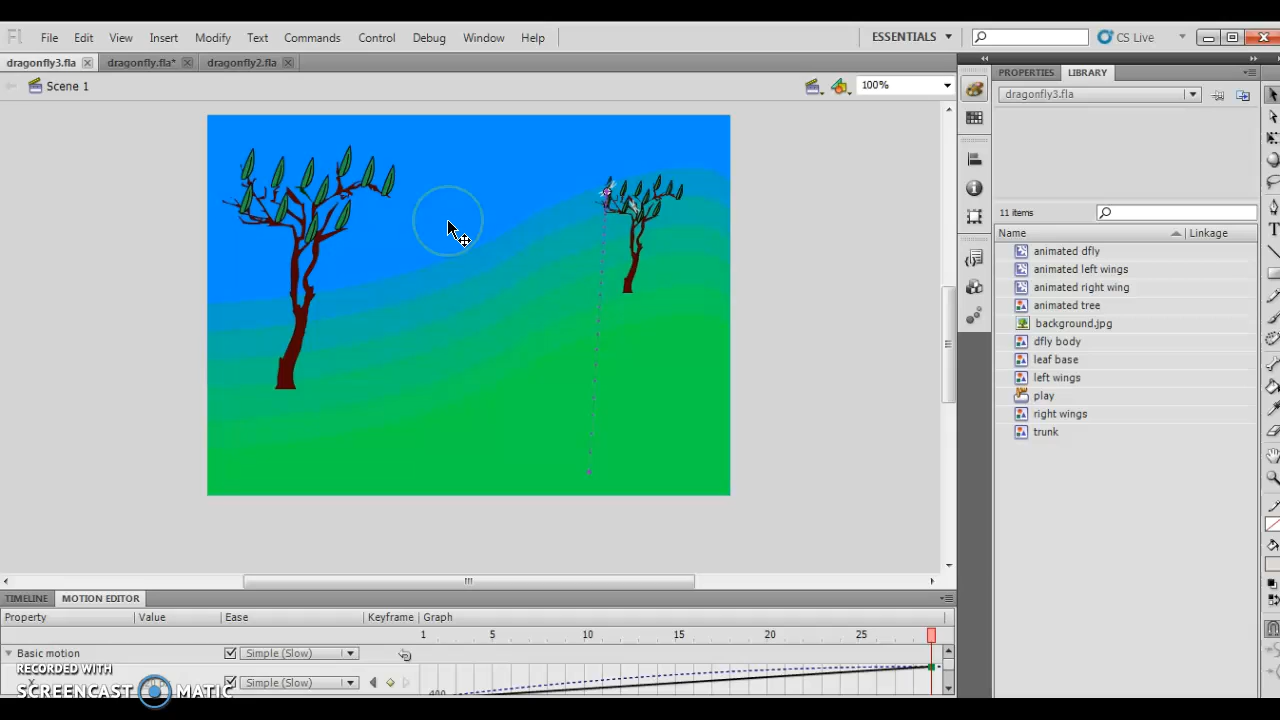 Fl File Edit View Insert Modify Text Commands Control Debug Window Help ESSENTIALS CS Live
dragonfly3.fla dragonfly.fla* dragonfly2.fla
PROPERTIES LIBRARY
Scene 1 100%
dragonfly3.fla
11 items
Name Linkage
animated dfly
animated left wings
animated right wing
animated tree
background.jpg
dfly body
leaf base
left wings
play
right wings
trunk
TIMELINE MOTION EDITOR
Property Value Ease Keyframe Graph
1 5 10 15 20 25
Basic motion Simple (Slow)
X Simple (Slow)
RECORDED WITH
SCREENCAST MATIC